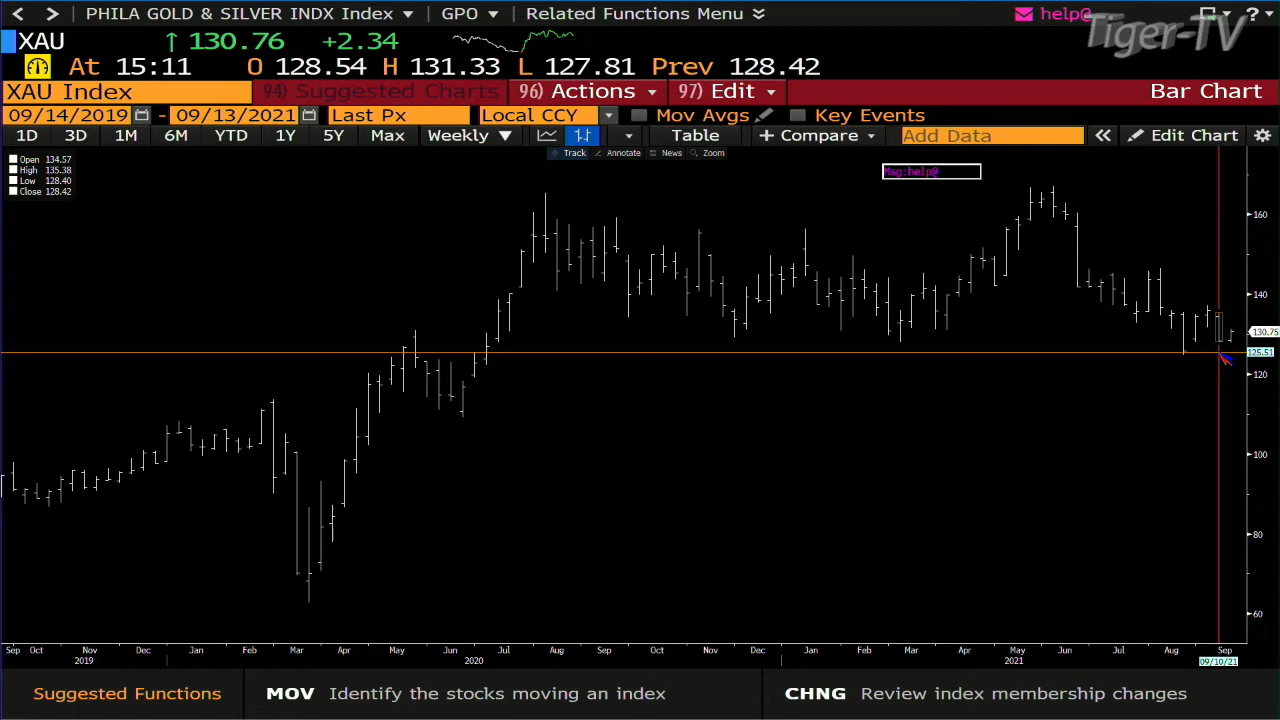 PHILA GOLD & SILVER INDX Index GPO Related Functions Menu help@ ?
Tiger-TV
XAU ↑ 130.76 +2.34
At 15:11 O 128.54 H 131.33 L 127.81 Prev 128.42
XAU Index 94) Suggested Charts 96) Actions 97) Edit Bar Chart
09/14/2019 - 09/13/2021 Last Px Local CCY Mov Avgs Key Events
1D 3D 1M 6M YTD 1Y 5Y Max Weekly Table + Compare Add Data « Edit Chart
Track Annotate News Zoom
Open 134.57
High 135.38
Low 128.40
Close 128.42
Msg:help@
160
140
130.75
125.51
120
100
80
60
Sep Oct Nov Dec Jan Feb Mar Apr May Jun Jul Aug Sep Oct Nov Dec Jan Feb Mar Apr May Jun Jul Aug Sep
2019 2020 2021 09/10/21
Suggested Functions MOV Identify the stocks moving an index CHNG Review index membership changes